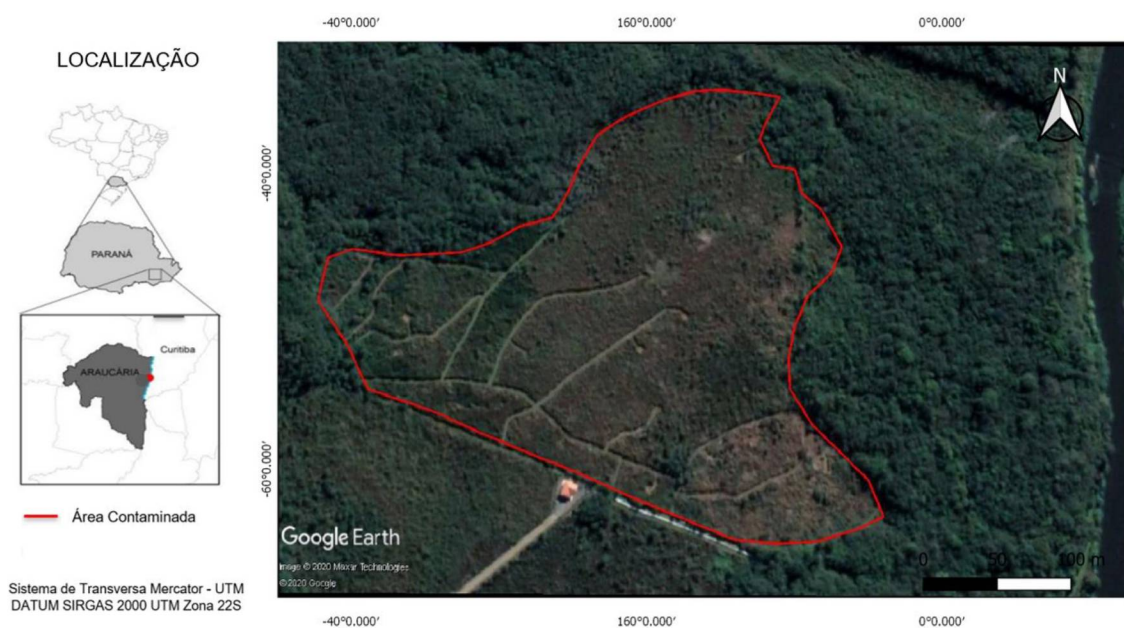 LOCALIZAÇÃO
PARANÁ
Curitiba
ARAUCÁRIA
Área Contaminada
Sistema de Transversa Mercator - UTM
DATUM SIRGAS 2000 UTM Zona 22S
-40°0.000′ 160°0.000′ 0°0.000′
-40°0.000′
-60°0.000′
N
Google Earth
Image © 2020 Maxar Technologies
© 2020 Google
0 50 100 m
-40°0.000′ 160°0.000′ 0°0.000′